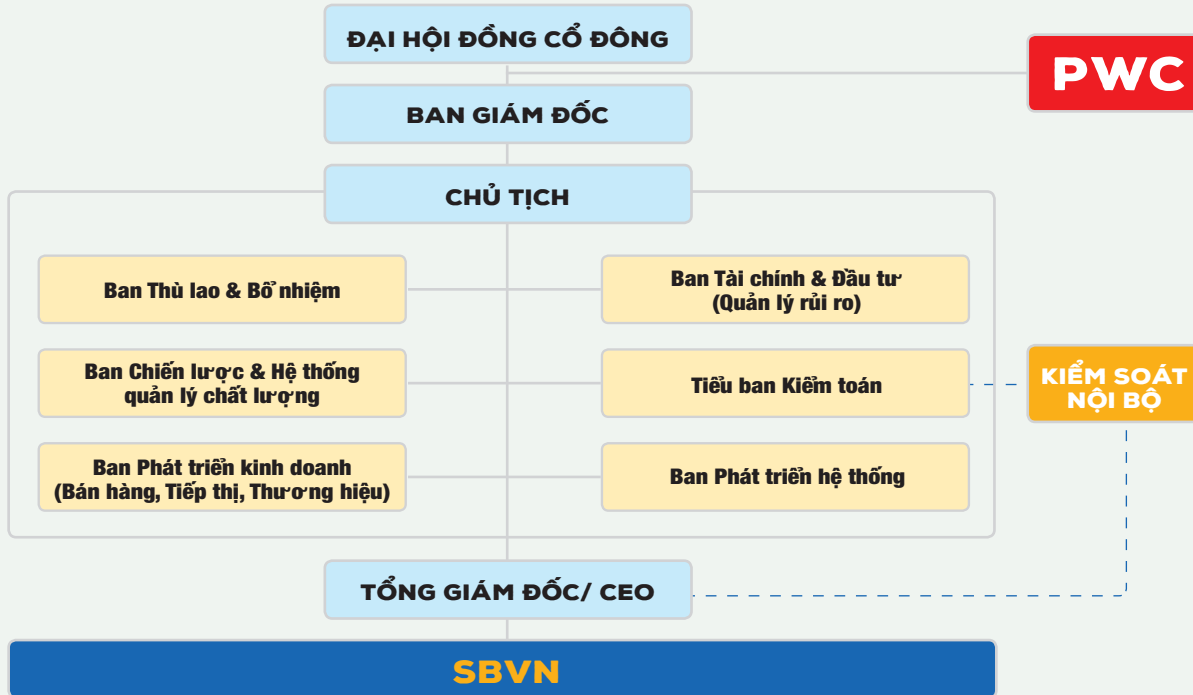 ĐẠI HỘI ĐỒNG CỔ ĐÔNG
PWC
BAN GIÁM ĐỐC
CHỦ TỊCH
Ban Thù lao & Bổ nhiệm
Ban Tài chính & Đầu tư
(Quản lý rủi ro)
Ban Chiến lược & Hệ thống
quản lý chất lượng
Tiểu ban Kiểm toán
KIỂM SOÁT
NỘI BỘ
Ban Phát triển kinh doanh
(Bán hàng, Tiếp thị, Thương hiệu)
Ban Phát triển hệ thống
TỔNG GIÁM ĐỐC/ CEO
SBVN